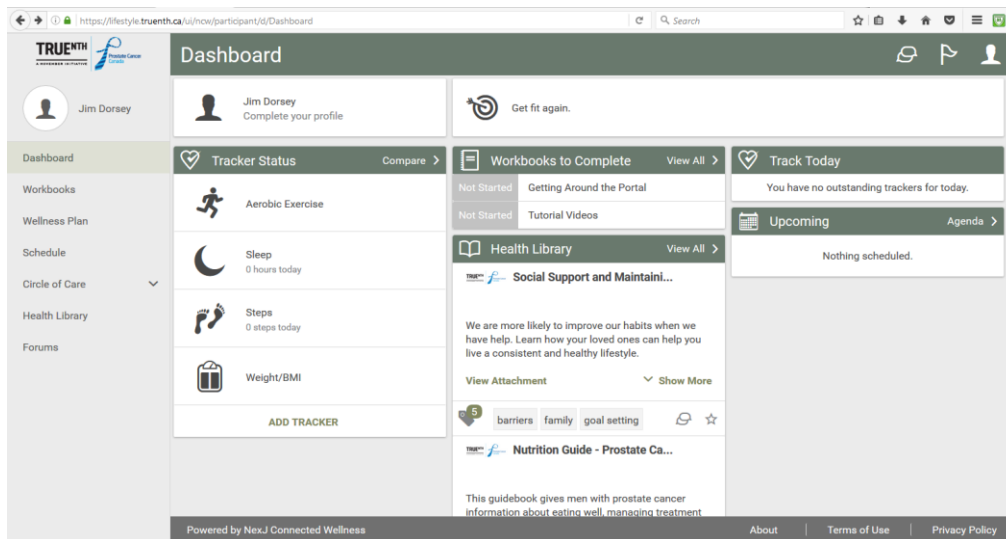 https://lifestyle.truenth.ca/ui/ncw/participant/d/Dashboard
Search
TRUENTH
A MOVEMBER INITIATIVE
Prostate Cancer
Canada
Dashboard
Jim Dorsey
Dashboard
Workbooks
Wellness Plan
Schedule
Circle of Care
Health Library
Forums
Jim Dorsey
Complete your profile
Get fit again.
Tracker Status
Compare
Aerobic Exercise
Sleep
0 hours today
Steps
0 steps today
Weight/BMI
ADD TRACKER
Workbooks to Complete
View All
Not Started Getting Around the Portal
Not Started Tutorial Videos
Health Library
View All
TRUENTH Social Support and Maintaini...
We are more likely to improve our habits when we
have help. Learn how your loved ones can help you
live a consistent and healthy lifestyle.
View Attachment
Show More
5
barriers family goal setting
TRUENTH Nutrition Guide - Prostate Ca...
This guidebook gives men with prostate cancer
information about eating well, managing treatment
Track Today
You have no outstanding trackers for today.
Upcoming
Agenda
Nothing scheduled.
Powered by NexJ Connected Wellness
About
Terms of Use
Privacy Policy